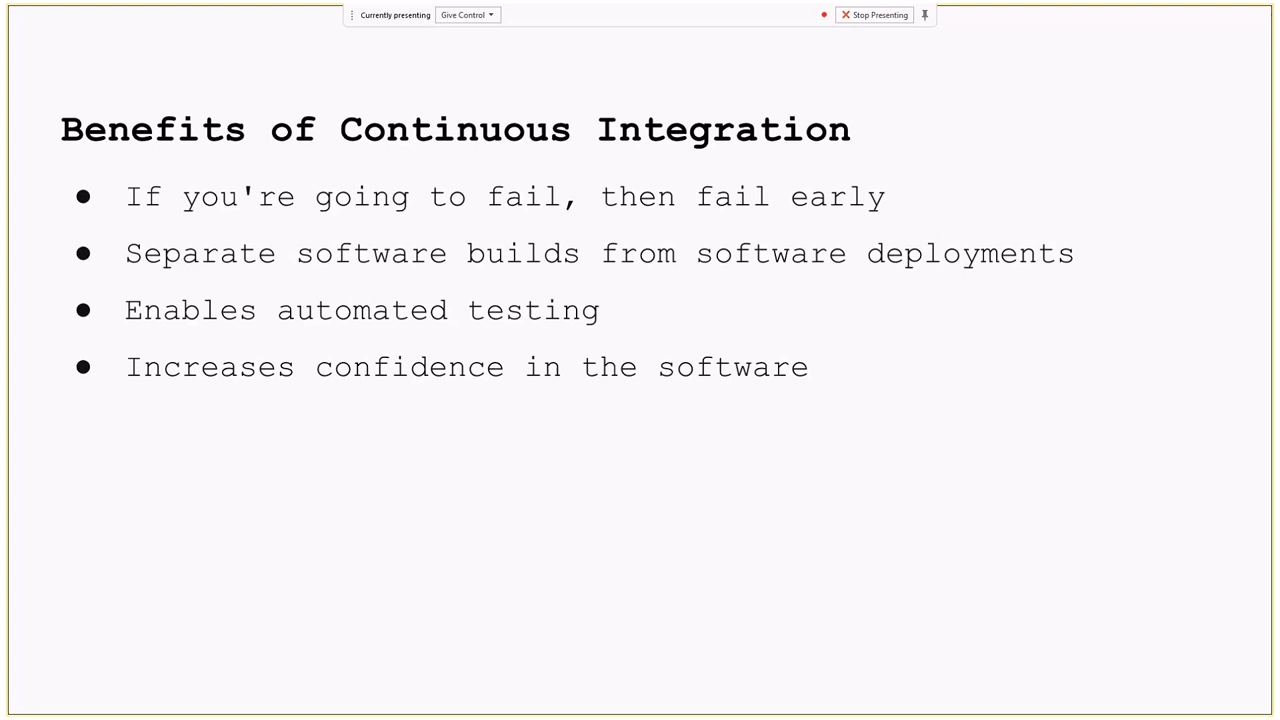 Currently presenting Give Control Stop Presenting
Benefits of Continuous Integration
● If you're going to fail, then fail early
● Separate software builds from software deployments
● Enables automated testing
● Increases confidence in the software